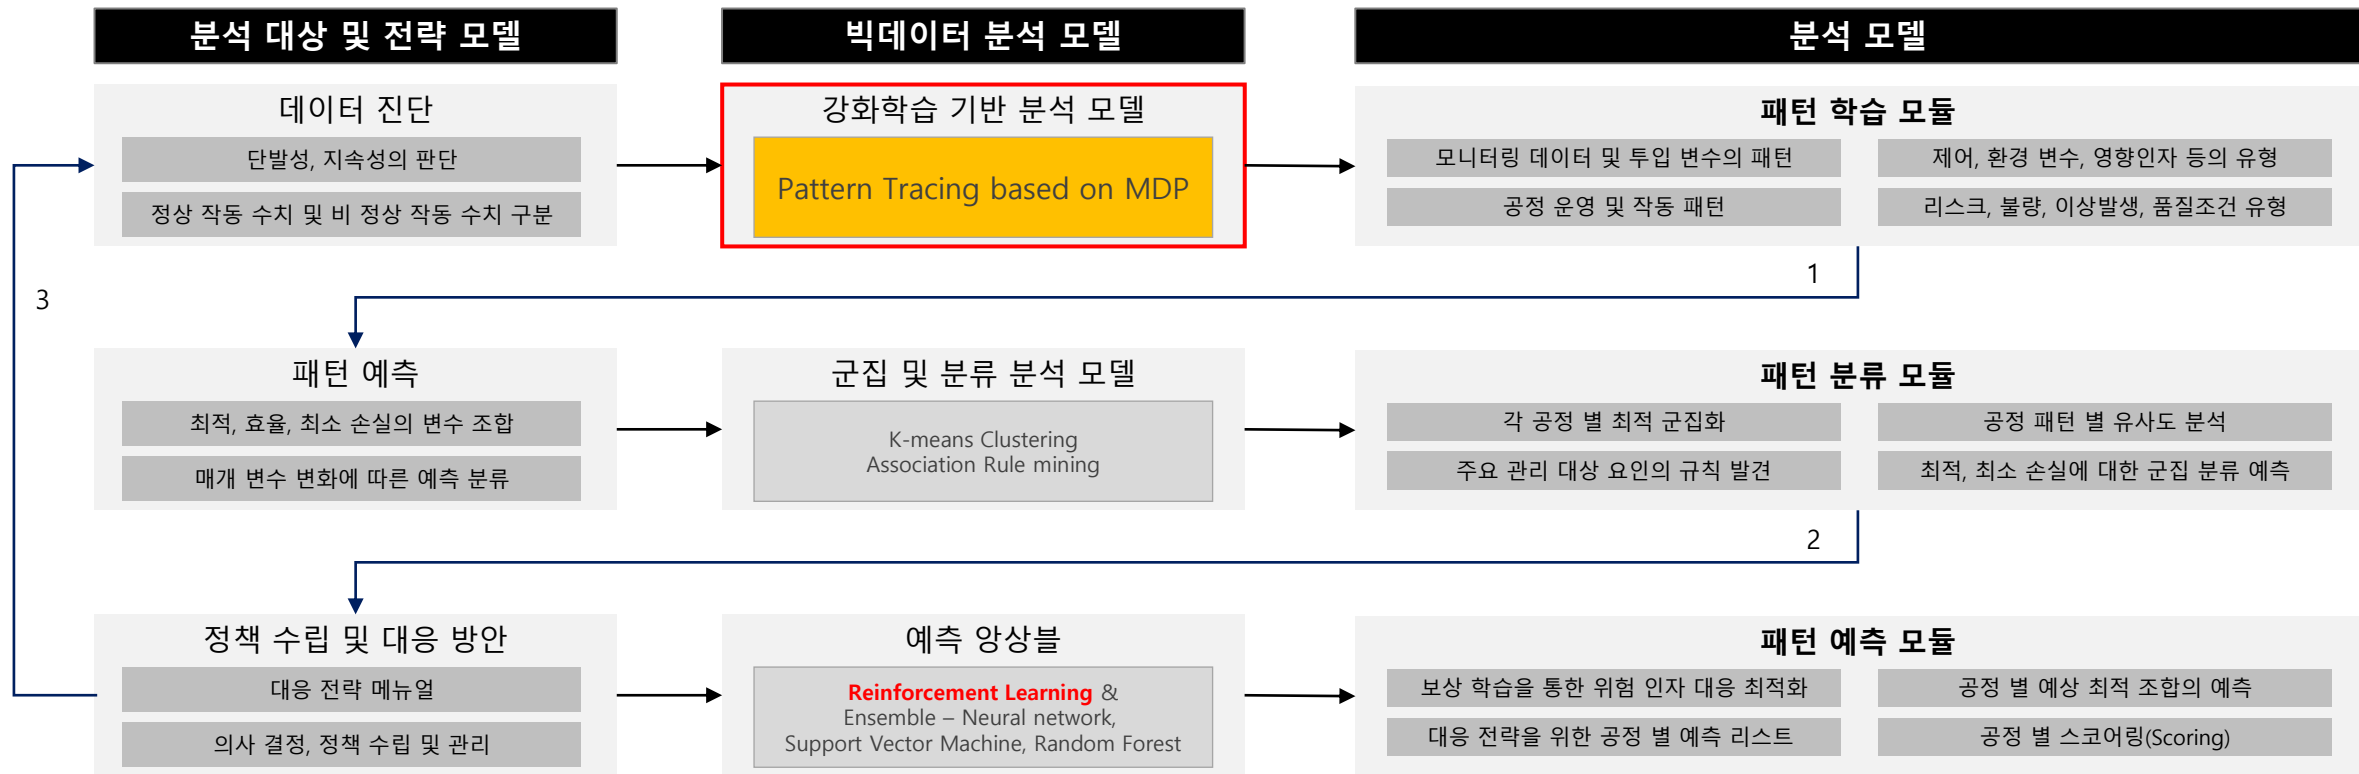 분석 대상 및 전략 모델
빅데이터 분석 모델
분석 모델
데이터 진단
단발성, 지속성의 판단
정상 작동 수치 및 비 정상 작동 수치 구분
강화학습 기반 분석 모델
Pattern Tracing based on MDP
패턴 학습 모듈
모니터링 데이터 및 투입 변수의 패턴
제어, 환경 변수, 영향인자 등의 유형
공정 운영 및 작동 패턴
리스크, 불량, 이상발생, 품질조건 유형
1
3
패턴 예측
최적, 효율, 최소 손실의 변수 조합
매개 변수 변화에 따른 예측 분류
군집 및 분류 분석 모델
K-means Clustering
Association Rule mining
패턴 분류 모듈
각 공정 별 최적 군집화
공정 패턴 별 유사도 분석
주요 관리 대상 요인의 규칙 발견
최적, 최소 손실에 대한 군집 분류 예측
2
정책 수립 및 대응 방안
대응 전략 메뉴얼
의사 결정, 정책 수립 및 관리
예측 앙상블
Reinforcement Learning &
Ensemble – Neural network,
Support Vector Machine, Random Forest
패턴 예측 모듈
보상 학습을 통한 위험 인자 대응 최적화
공정 별 예상 최적 조합의 예측
대응 전략을 위한 공정 별 예측 리스트
공정 별 스코어링(Scoring)